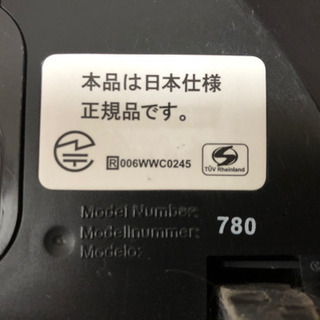 本品は日本仕様
正規品です。
R 006WWC0245
TÜV Rheinland
Model Number:
Modellnummer: 780
Modelo: